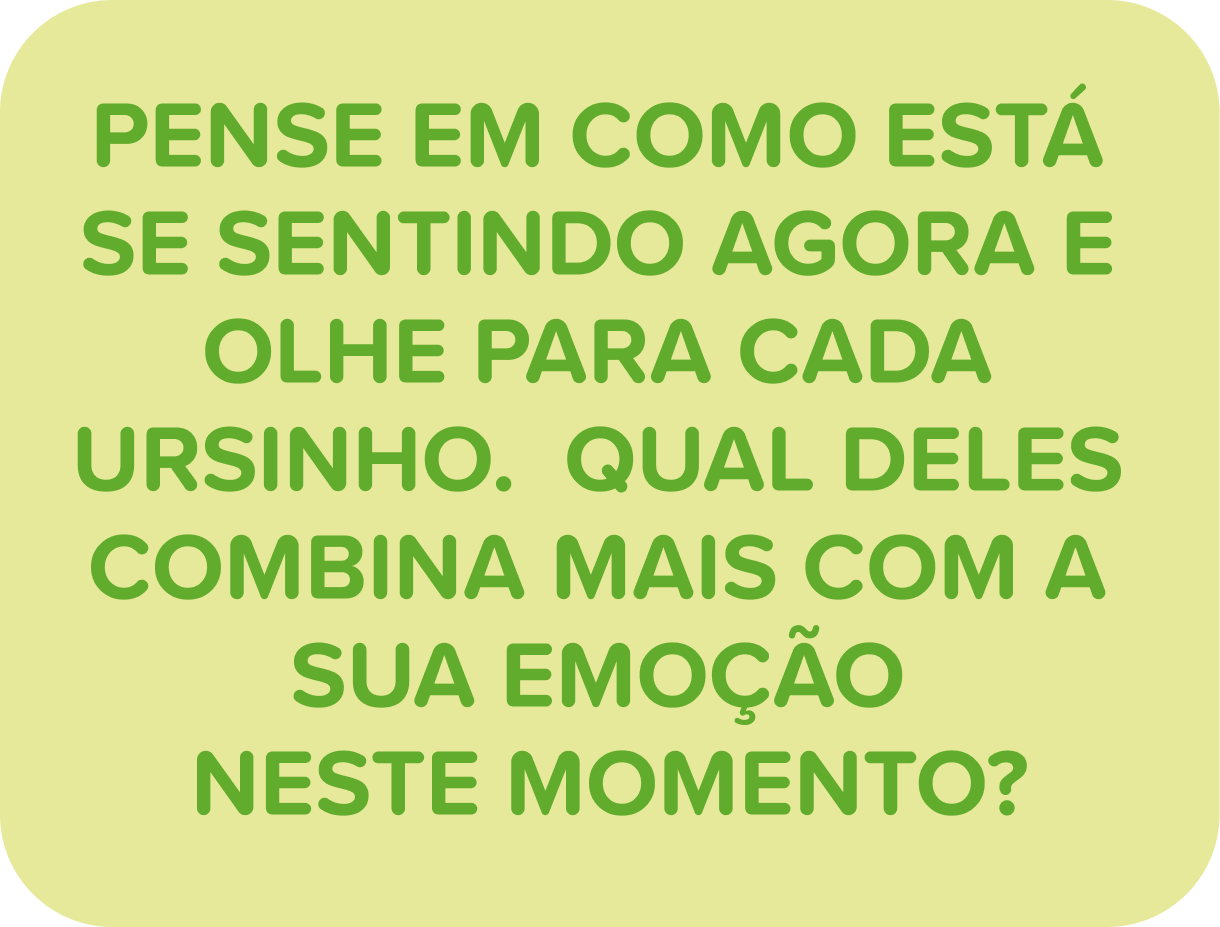 PENSE EM COMO ESTÁ
SE SENTINDO AGORA E
OLHE PARA CADA
URSINHO.  QUAL DELES
COMBINA MAIS COM A
SUA EMOÇÃO
NESTE MOMENTO?